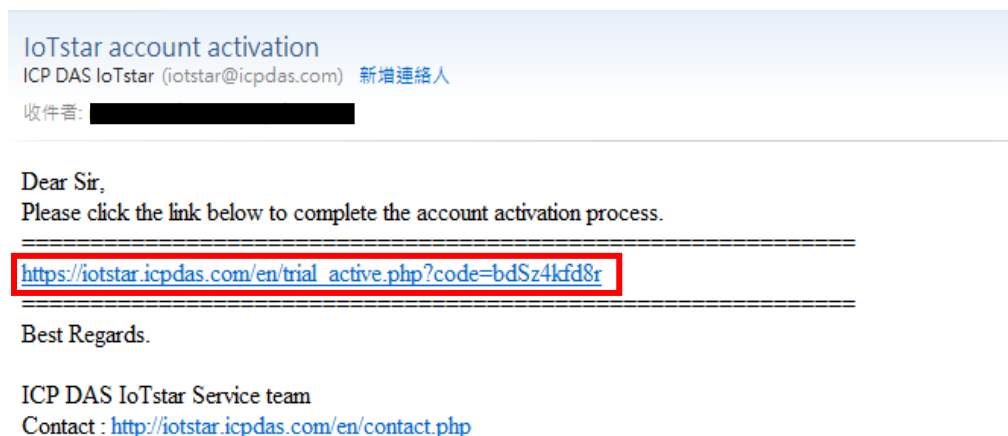 IoTstar account activation
ICP DAS IoTstar (iotstar@icpdas.com) 新增連絡人
收件者:
Dear Sir,
Please click the link below to complete the account activation process.
=============================================================
https://iotstar.icpdas.com/en/trial_active.php?code=bdSz4kfd8r
=============================================================
Best Regards.
ICP DAS IoTstar Service team
Contact : http://iotstar.icpdas.com/en/contact.php